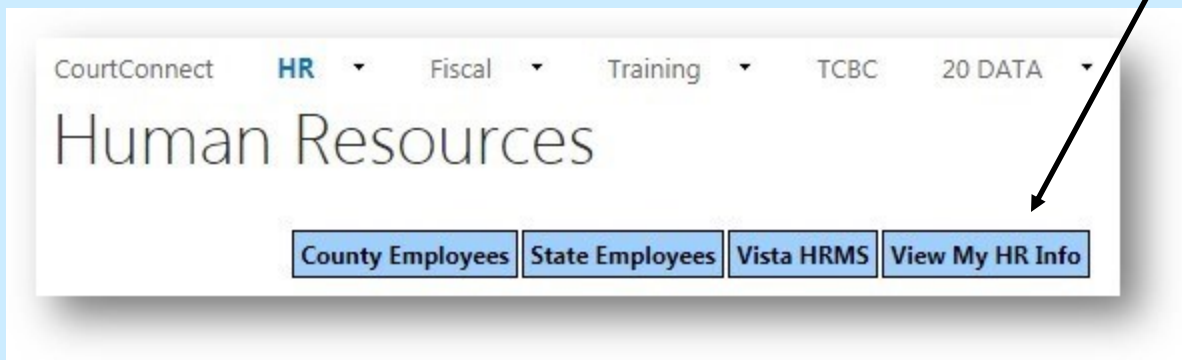 CourtConnect HR Fiscal Training TCBC 20 DATA
Human Resources
County Employees State Employees Vista HRMS View My HR Info